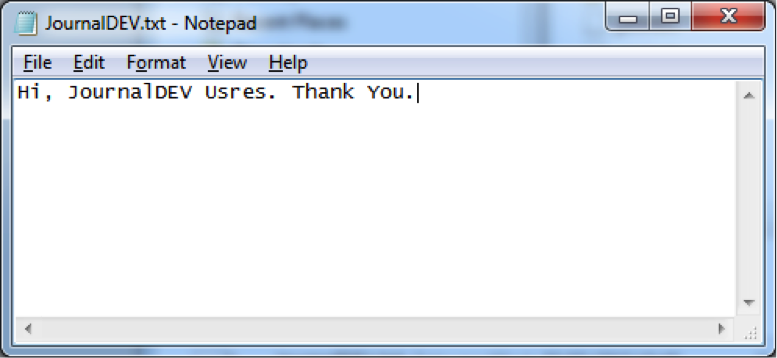 JournalDEV.txt - Notepad
File Edit Format View Help
Hi, JournalDEV Usres. Thank You.